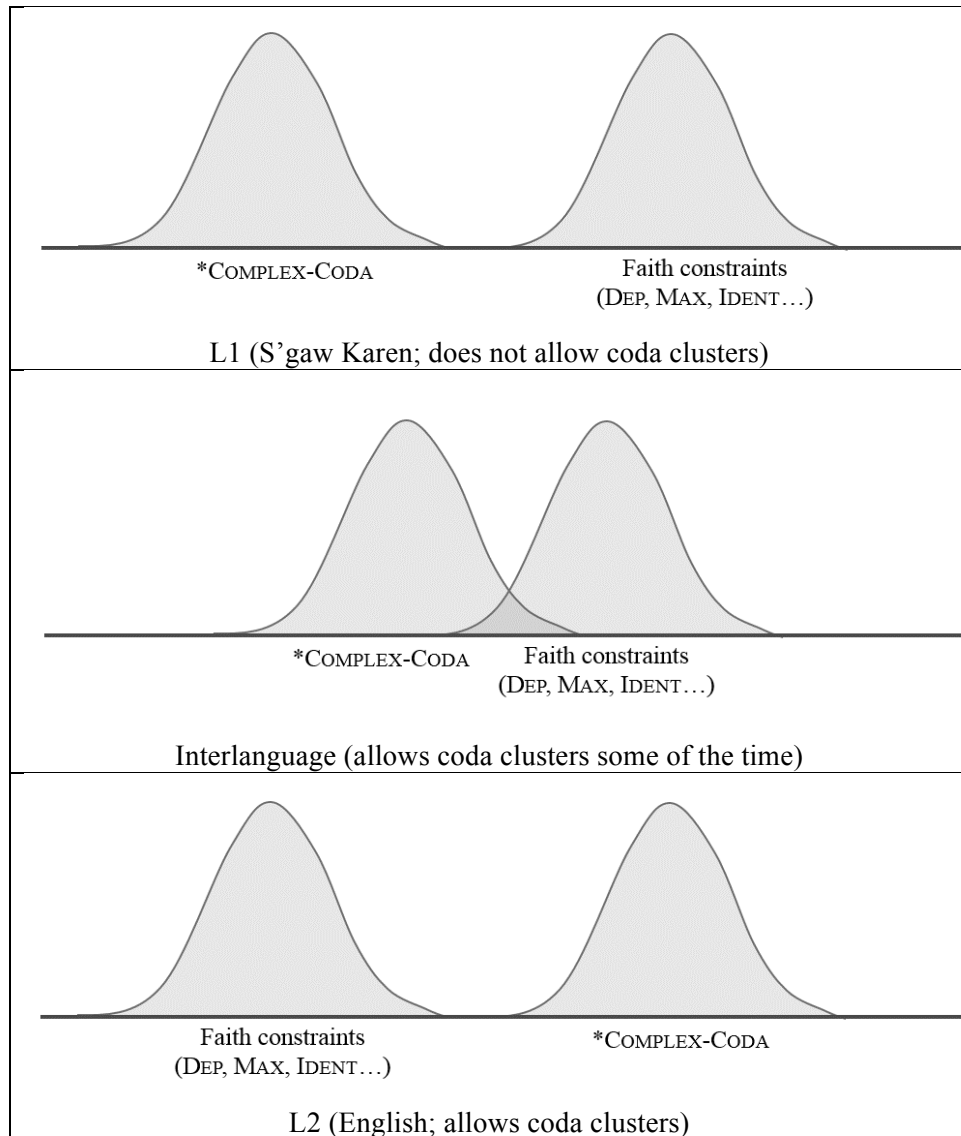 *COMPLEX-CODA Faith constraints
(DEP, MAX, IDENT…)
L1 (S’gaw Karen; does not allow coda clusters)
*COMPLEX-CODA Faith constraints
(DEP, MAX, IDENT…)
Interlanguage (allows coda clusters some of the time)
Faith constraints *COMPLEX-CODA
(DEP, MAX, IDENT…)
L2 (English; allows coda clusters)